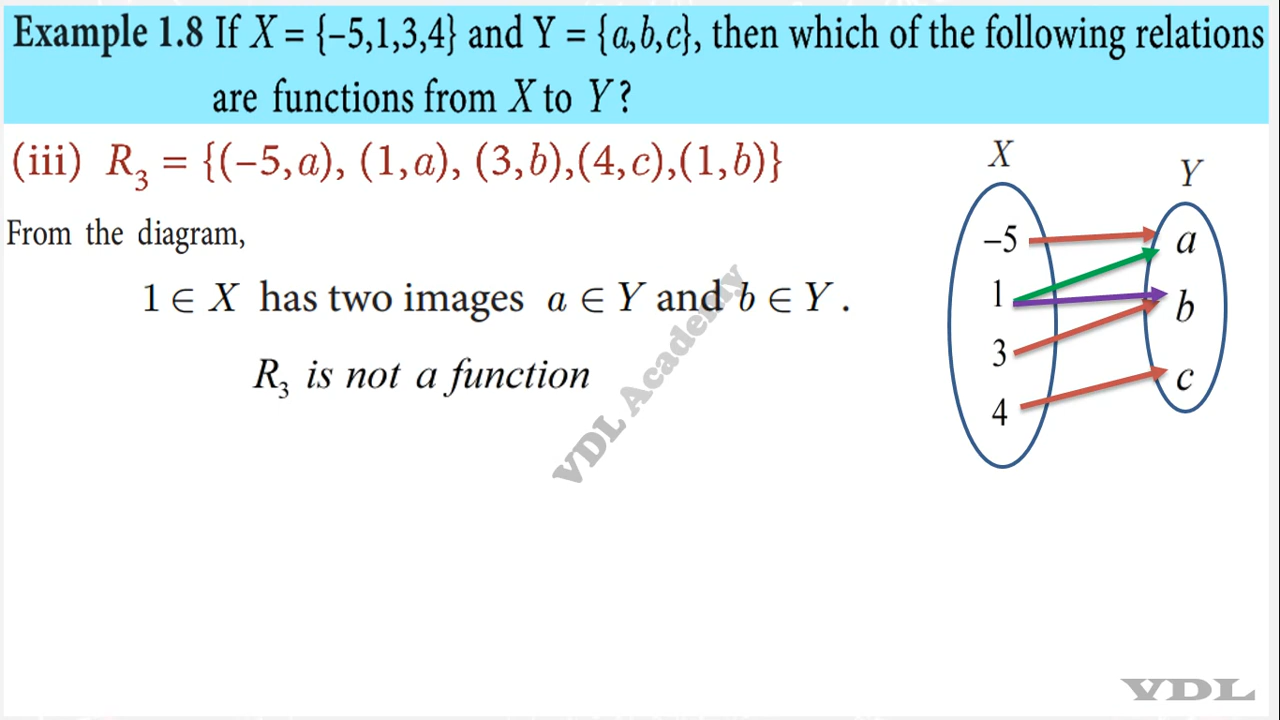 Example 1.8 If X = {–5,1,3,4} and Y = {a,b,c}, then which of the following relations
are functions from X to Y?
(iii) R₃ = {(–5,a), (1,a), (3,b),(4,c),(1,b)}
From the diagram,
1 ∈ X has two images a ∈ Y and b ∈ Y .
R₃ is not a function
X
Y
–5
a
1
b
3
c
4
VDL Academy
VDL